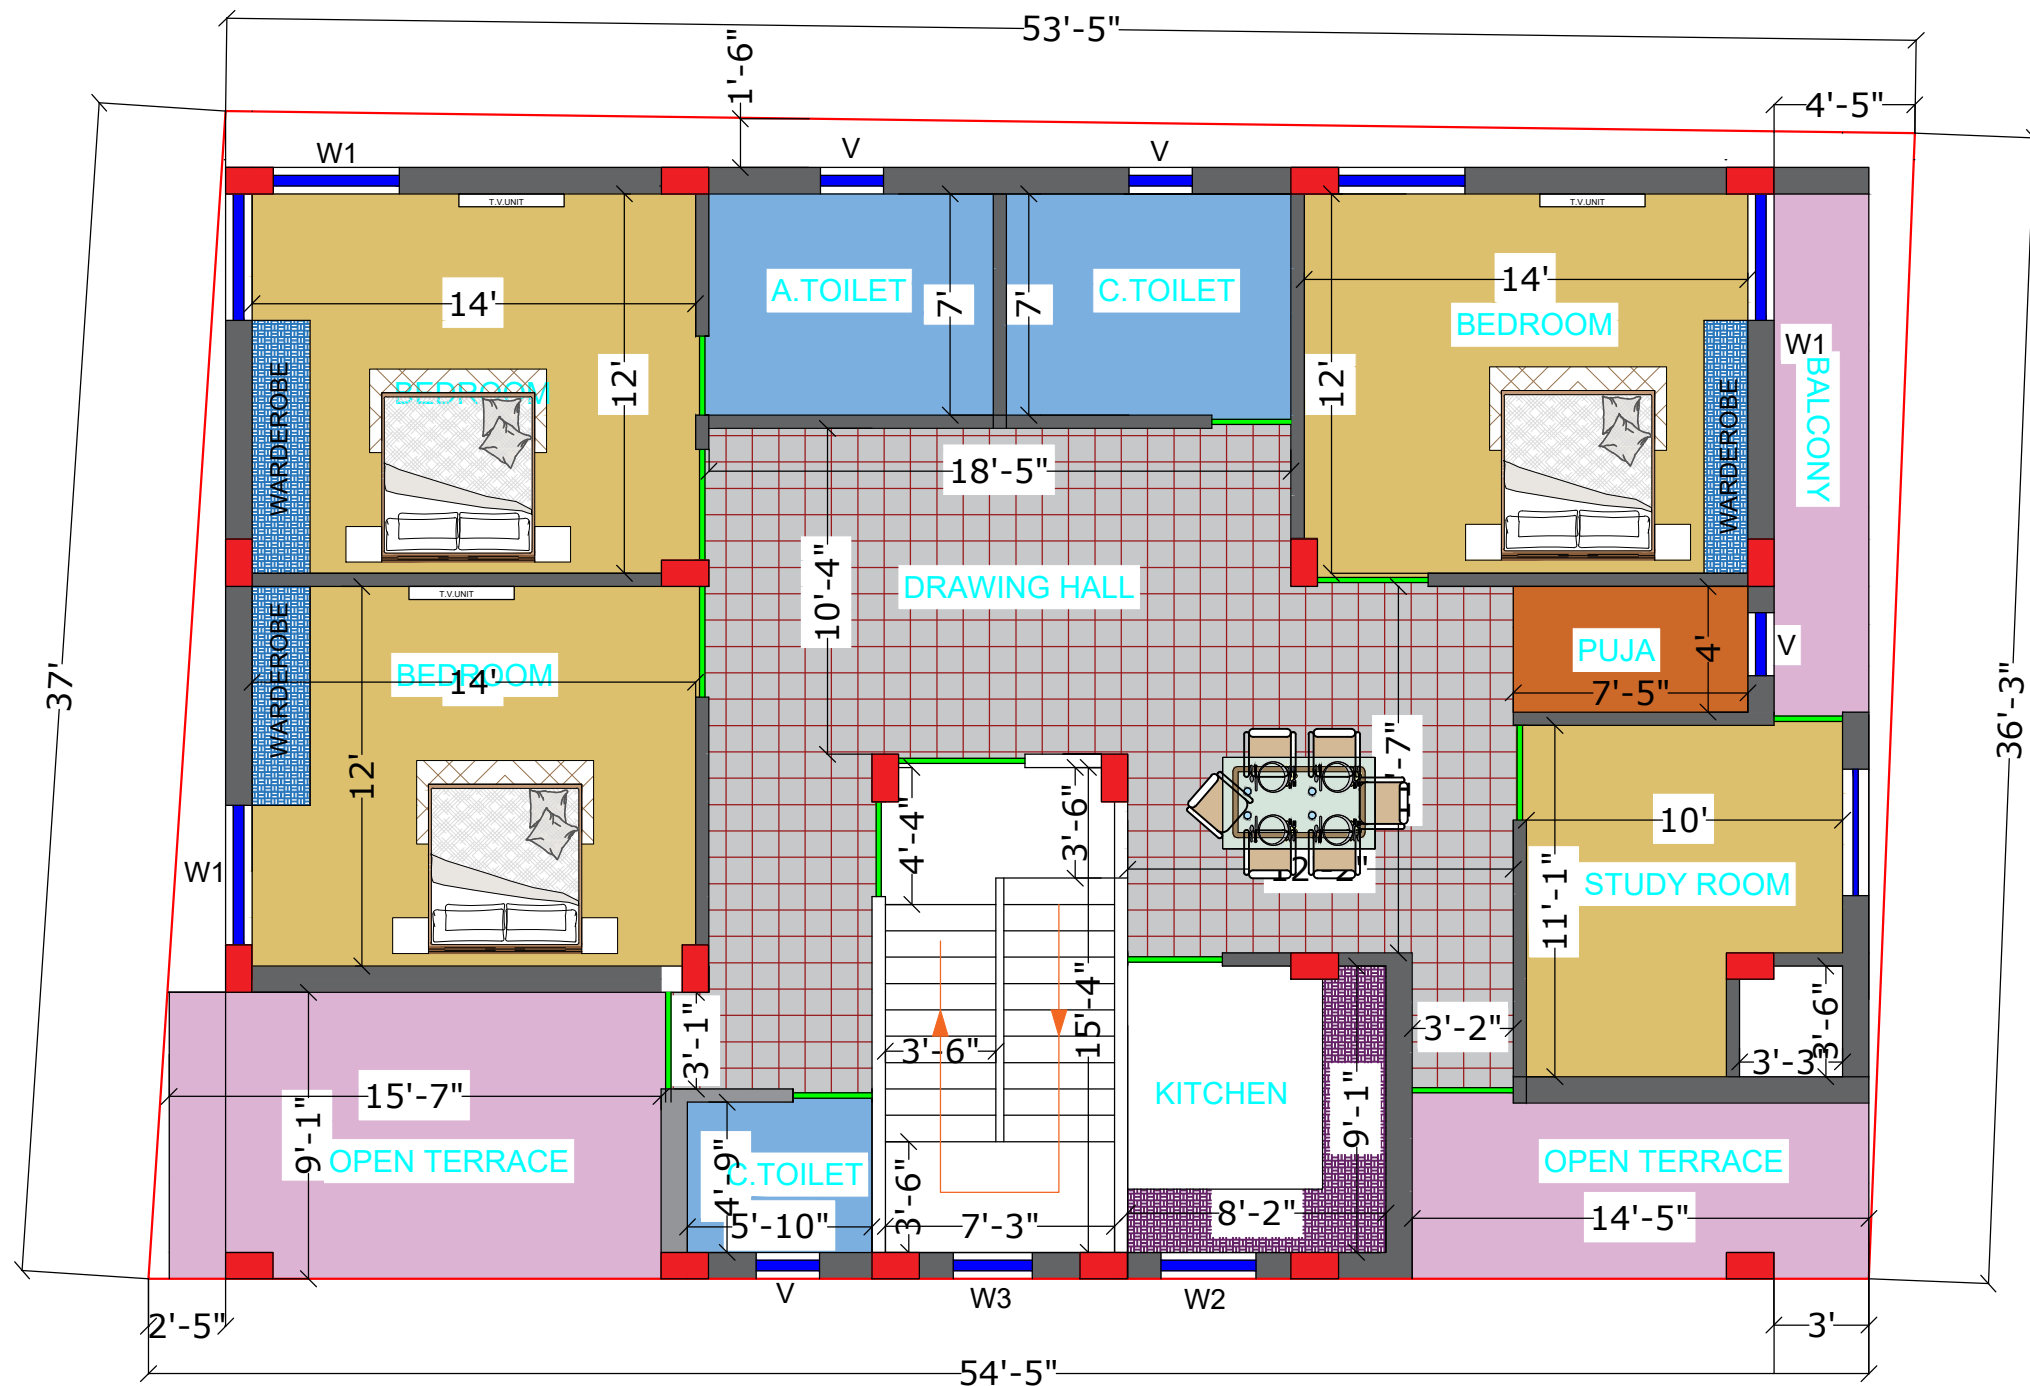 53'-5"
1'-6"
4'-5"
W1
V
V
T.V.UNIT
T.V.UNIT
A.TOILET
7'
7'
C.TOILET
14'
14'
BEDROOM
W1
12'
BEDROOM
12'
WARDEROBE
WARDEROBE
BALCONY
18'-5"
10'-4"
DRAWING HALL
T.V.UNIT
WARDEROBE
BEDROOM
14'
PUJA
4'
V
7'-5"
37'
36'-3"
12'
4'-4"
3'-6"
10'
W1
STUDY ROOM
11'-1"
15'-4"
3'-1"
3'-6"
3'-2"
3'-6"
3'-3"
15'-7"
9'-1"
OPEN TERRACE
KITCHEN
9'-1"
4'-9"
C.TOILET
OPEN TERRACE
5'-10"
3'-6"
7'-3"
8'-2"
14'-5"
V
W3
W2
2'-5"
3'
54'-5"